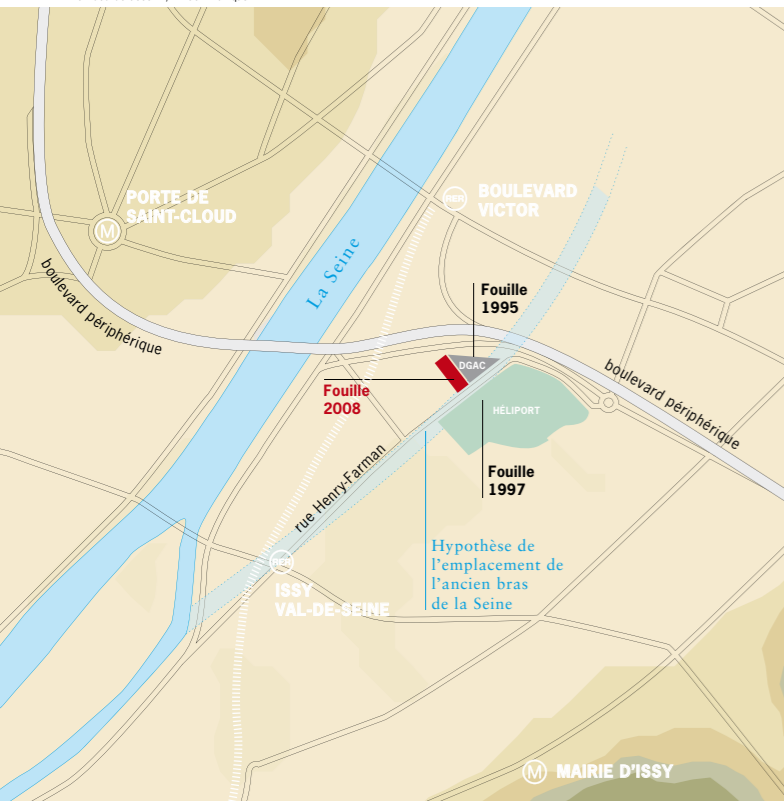 PORTE DE
SAINT-CLOUD
M
RER
BOULEVARD
VICTOR
La Seine
boulevard périphérique
Fouille
1995
DGAC
Fouille
2008
HÉLIPORT
boulevard périphérique
Fouille
1997
rue Henry-Farman
Hypothèse de
l'emplacement de
l'ancien bras
de la Seine
RER
ISSY
VAL-DE-SEINE
M
MAIRIE D'ISSY